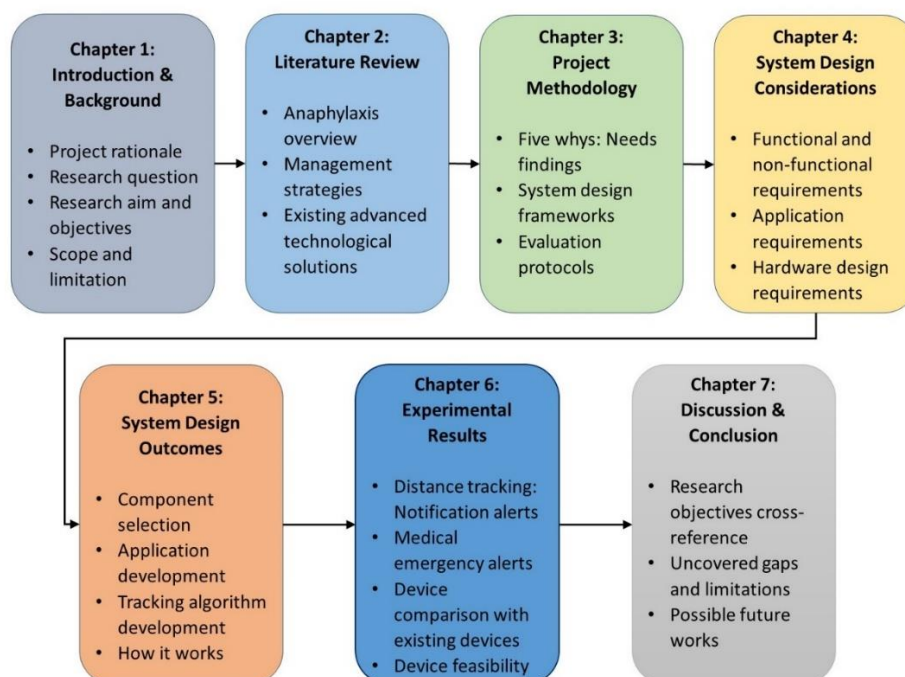 Chapter 1:
Introduction &
Background
• Project rationale
• Research question
• Research aim and
objectives
• Scope and
limitation
Chapter 2:
Literature Review
• Anaphylaxis
overview
• Management
strategies
• Existing advanced
technological
solutions
Chapter 3:
Project
Methodology
• Five whys: Needs
findings
• System design
frameworks
• Evaluation
protocols
Chapter 4:
System Design
Considerations
• Functional and
non-functional
requirements
• Application
requirements
• Hardware design
requirements
Chapter 5:
System Design
Outcomes
• Component
selection
• Application
development
• Tracking algorithm
development
• How it works
Chapter 6:
Experimental
Results
• Distance tracking:
Notification alerts
• Medical
emergency alerts
• Device
comparison with
existing devices
• Device feasibility
Chapter 7:
Discussion &
Conclusion
• Research
objectives cross-
reference
• Uncovered gaps
and limitations
• Possible future
works